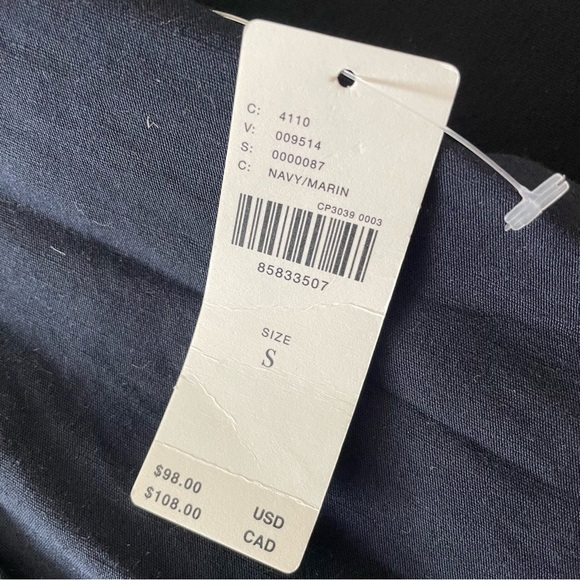 C: 4110
V: 009514
S: 0000087
C: NAVY/MARIN
CP3039 0003
85833507
SIZE
S
$98.00 USD
$108.00 CAD